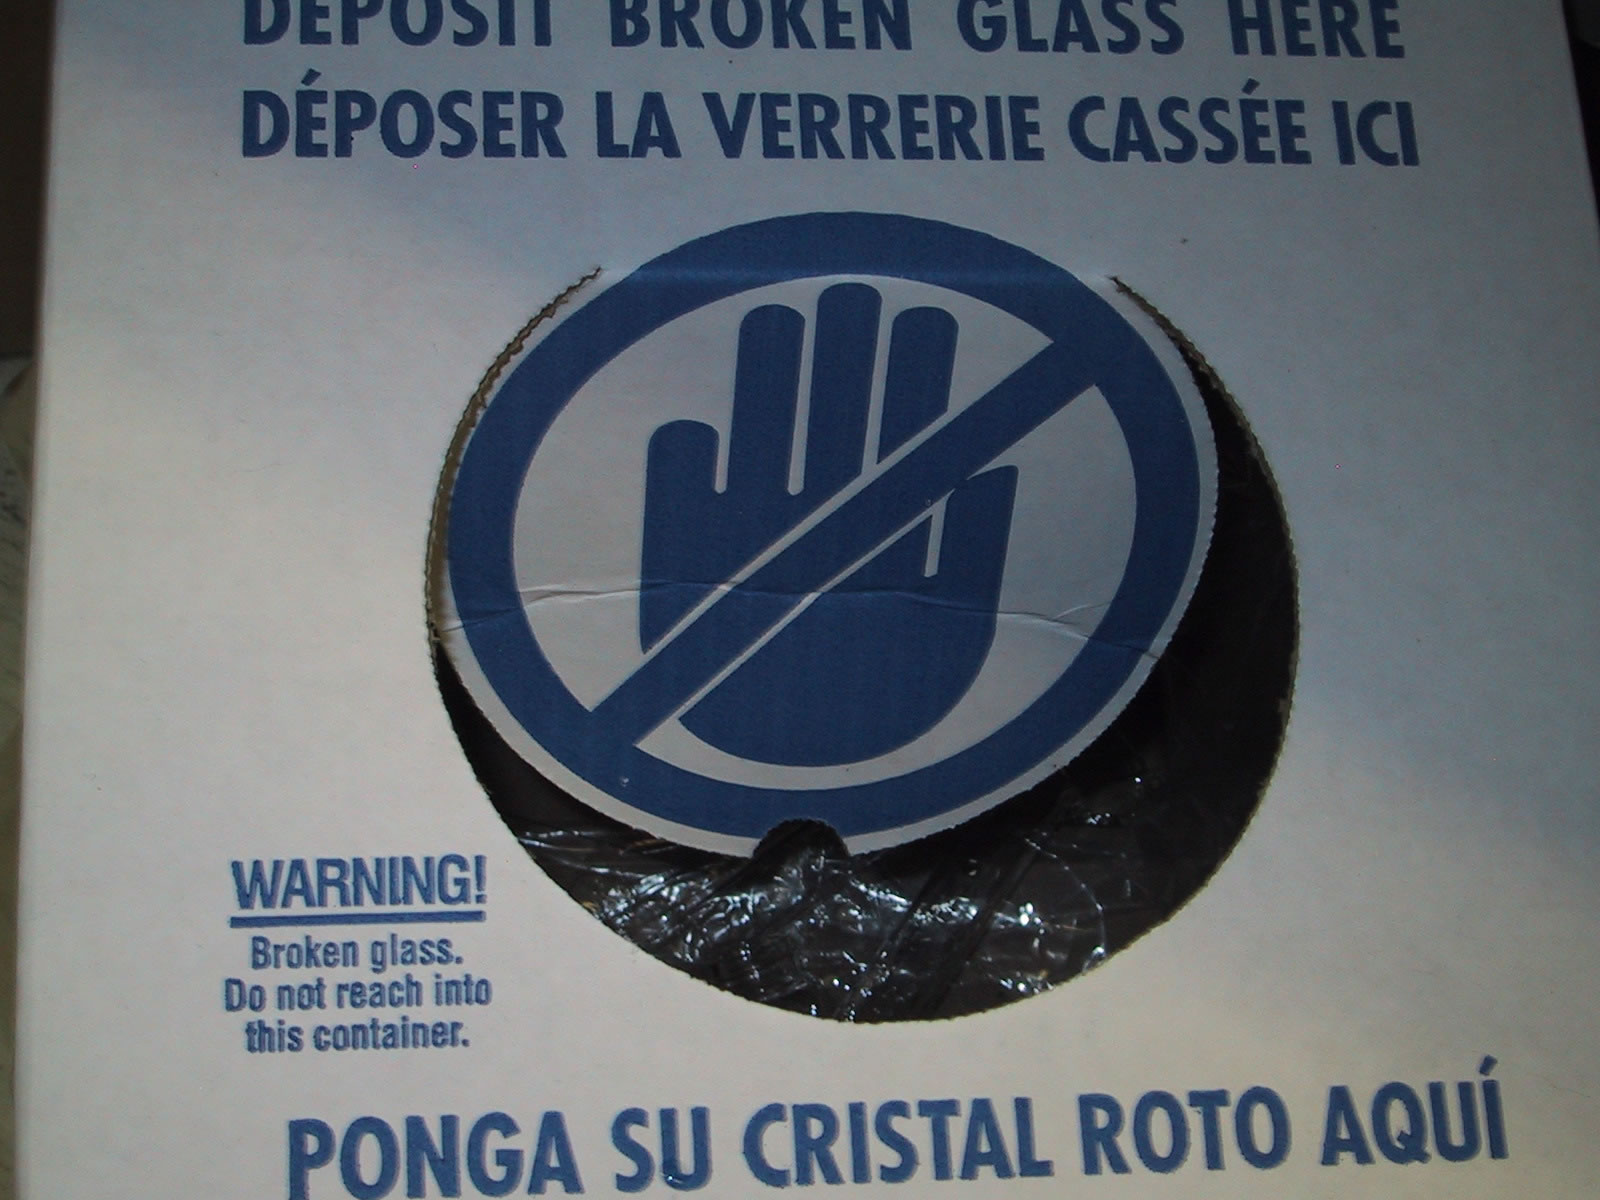 DEPOSIT BROKEN GLASS HERE
DÉPOSER LA VERRERIE CASSÉE ICI
WARNING!
Broken glass.
Do not reach into
this container.
PONGA SU CRISTAL ROTO AQUÍ